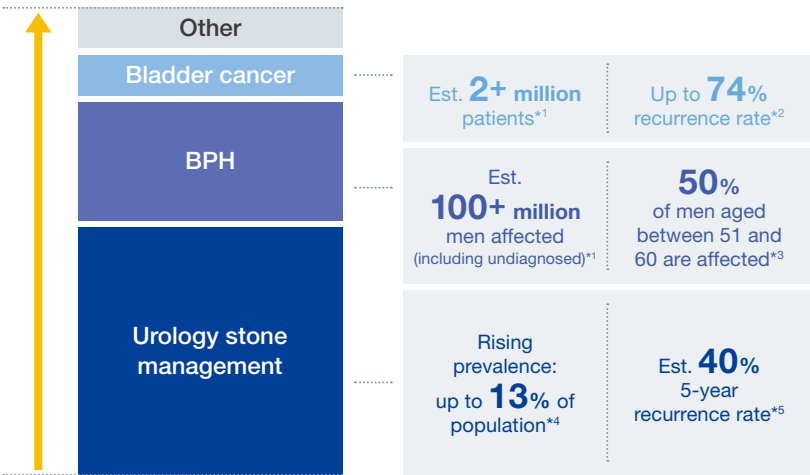 Other
Bladder cancer
Est. 2+ million
patients*1
Up to 74%
recurrence rate*2
BPH
Est.
100+ million
men affected
(including undiagnosed)*1
50%
of men aged
between 51 and
60 are affected*3
Urology stone
management
Rising
prevalence:
up to 13% of
population*4
Est. 40%
5-year
recurrence rate*5